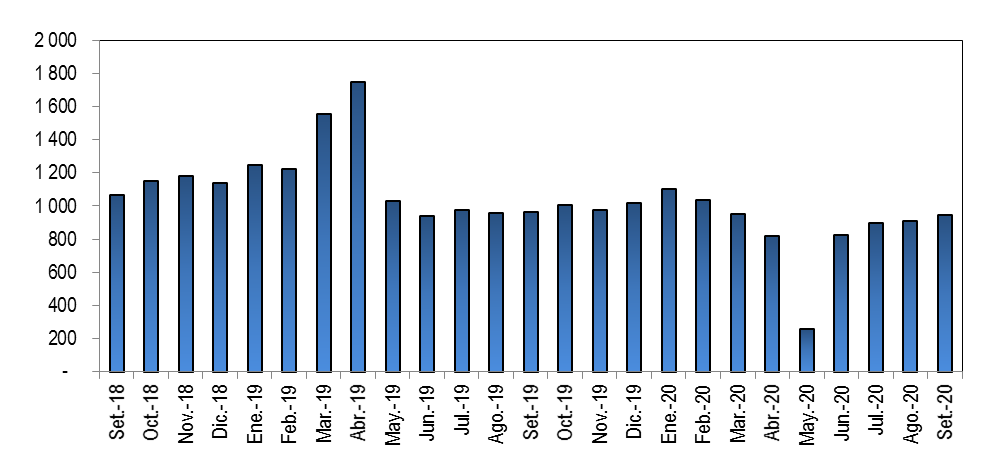 2 000
1 800
1 600
1 400
1 200
1 000
800
600
400
200
-
Set.-18
Oct.-18
Nov.-18
Dic.-18
Ene.-19
Feb.-19
Mar.-19
Abr.-19
May.-19
Jun.-19
Jul.-19
Ago.-19
Set.-19
Oct.-19
Nov.-19
Dic.-19
Ene.-20
Feb.-20
Mar.-20
Abr.-20
May.-20
Jun.-20
Jul.-20
Ago.-20
Set.-20